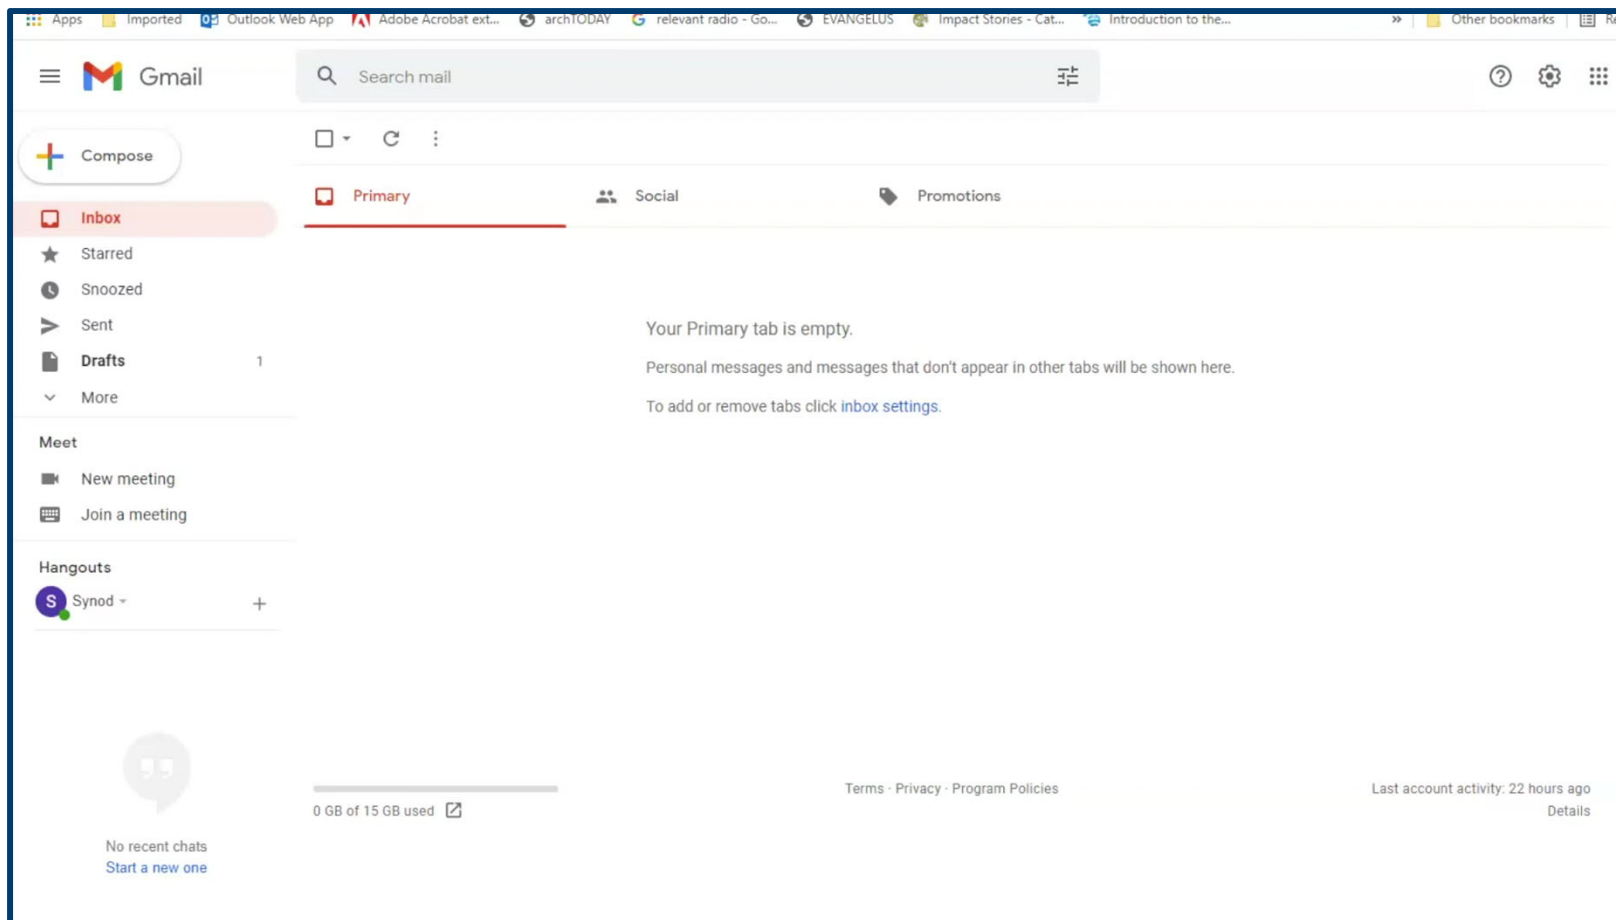 Apps Imported Outlook Web App Adobe Acrobat ext... archTODAY relevant radio - Go... EVANGELUS Impact Stories - Cat... Introduction to the... » Other bookmarks
Gmail Search mail
Compose
Primary Social Promotions
Inbox
Starred
Snoozed
Sent
Drafts 1
More
Your Primary tab is empty.
Personal messages and messages that don't appear in other tabs will be shown here.
To add or remove tabs click inbox settings.
Meet
New meeting
Join a meeting
Hangouts
S Synod
No recent chats
Start a new one
0 GB of 15 GB used
Terms · Privacy · Program Policies
Last account activity: 22 hours ago
Details